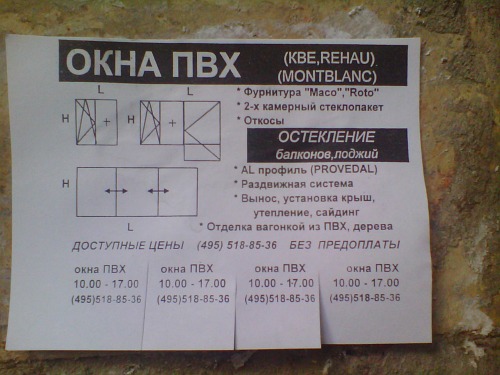 ОКНА ПВХ (КВЕ,REHAU)
(MONTBLANC)
L L
* Фурнитура "Maco","Roto"
* 2-х камерный стеклопакет
H H
* Откосы
ОСТЕКЛЕНИЕ
балконов,лоджий
* AL профиль (PROVEDAL)
H
* Раздвижная система
* Вынос, установка крыш,
утепление, сайдинг
L
* Отделка вагонкой из ПВХ, дерева
ДОСТУПНЫЕ ЦЕНЫ (495) 518-85-36 БЕЗ ПРЕДОПЛАТЫ
окна ПВХ
10.00 - 17.00
(495)518-85-36
окна ПВХ
10.00 - 17.00
(495)518-85-36
окна ПВХ
10.00 - 17.00
(495)518-85-36
окна ПВХ
10.00 - 17.00
(495)518-85-36